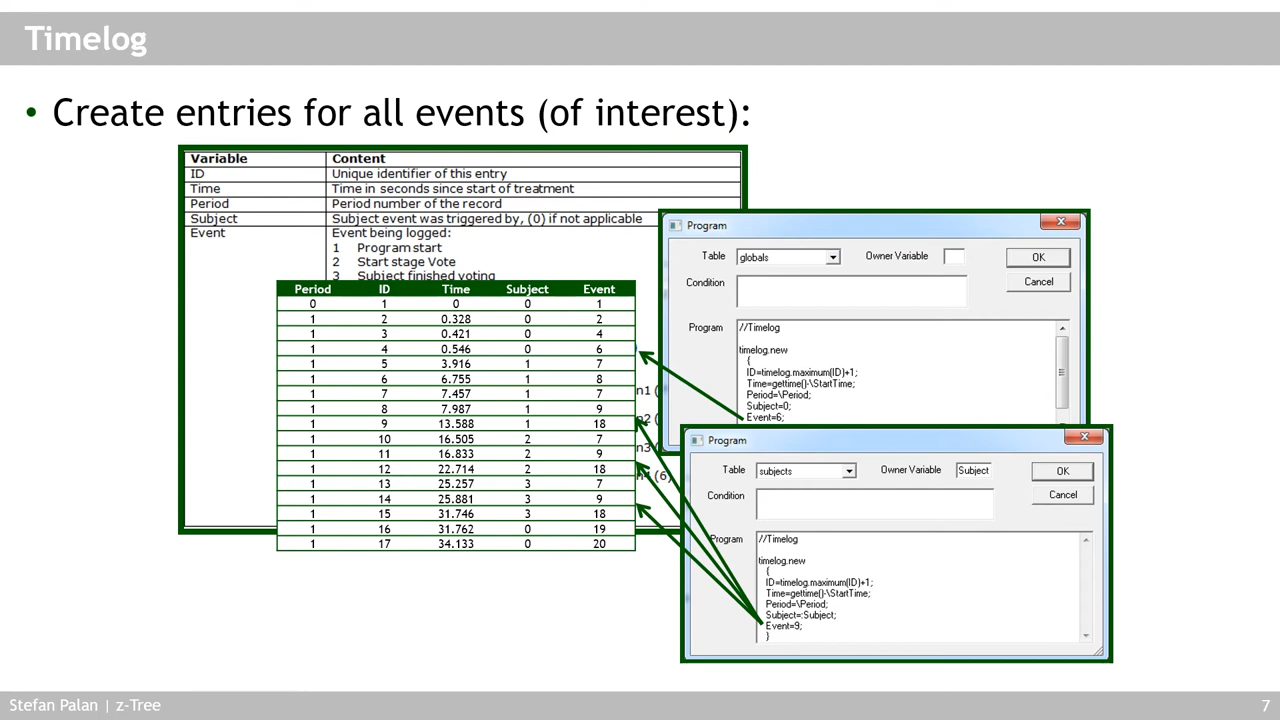 Timelog
• Create entries for all events (of interest):
Variable Content
ID Unique identifier of this entry
Time Time in seconds since start of treatment
Period Period number of the record
Subject Subject event was triggered by, (0) if not applicable
Event Event being logged:
1 Program start
2 Start stage Vote
3 Subject finished voting
n1 (
n2 (
n3 (
n4 (6)
Period ID Time Subject Event
0 1 0 0 1
1 2 0.328 0 2
1 3 0.421 0 4
1 4 0.546 0 6
1 5 3.916 1 7
1 6 6.755 1 8
1 7 7.457 1 7
1 8 7.987 1 9
1 9 13.588 1 18
1 10 16.505 2 7
1 11 16.833 2 9
1 12 22.714 2 18
1 13 25.257 3 7
1 14 25.881 3 9
1 15 31.746 3 18
1 16 31.762 0 19
1 17 34.133 0 20
Program
Table globals Owner Variable OK
Condition Cancel
Program //Timelog
timelog.new
{
ID=timelog.maximum(ID)+1;
Time=gettime()-\StartTime;
Period=\Period;
Subject=0;
Event=6;
Program
Table subjects Owner Variable Subject OK
Condition Cancel
Program //Timelog
timelog.new
{
ID=timelog.maximum(ID)+1;
Time=gettime()-\StartTime;
Period=\Period;
Subject=:Subject;
Event=9;
}
Stefan Palan | z-Tree 7